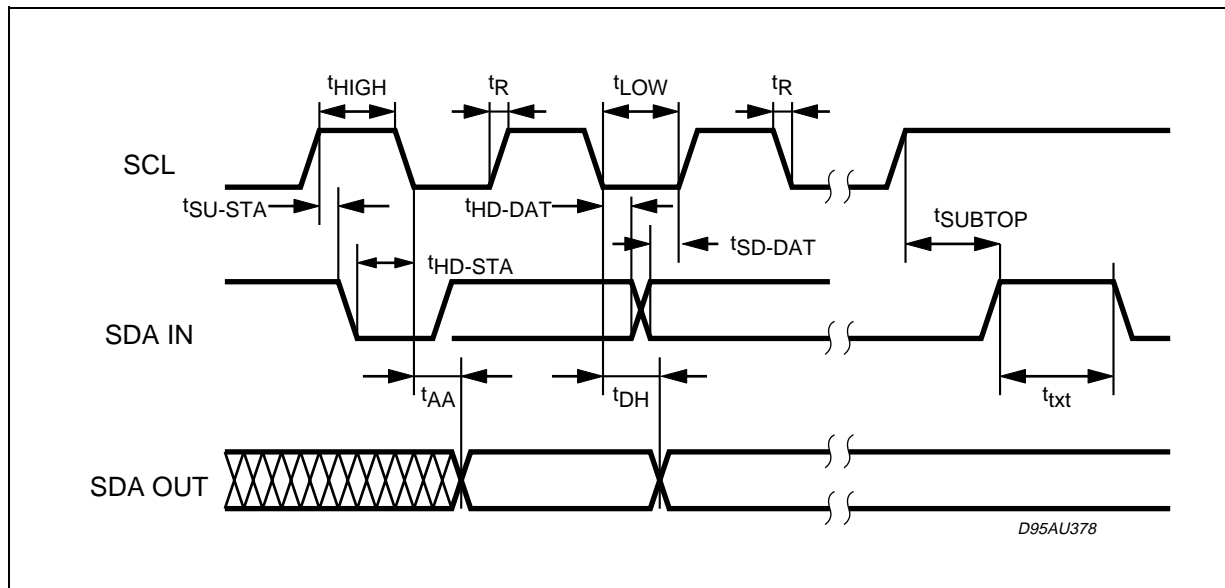 tHIGH tR tLOW tR
SCL
tSU-STA tHD-DAT tSUBTOP
tSD-DAT
tHD-STA
SDA IN
tAA tDH ttxt
SDA OUT
D95AU378